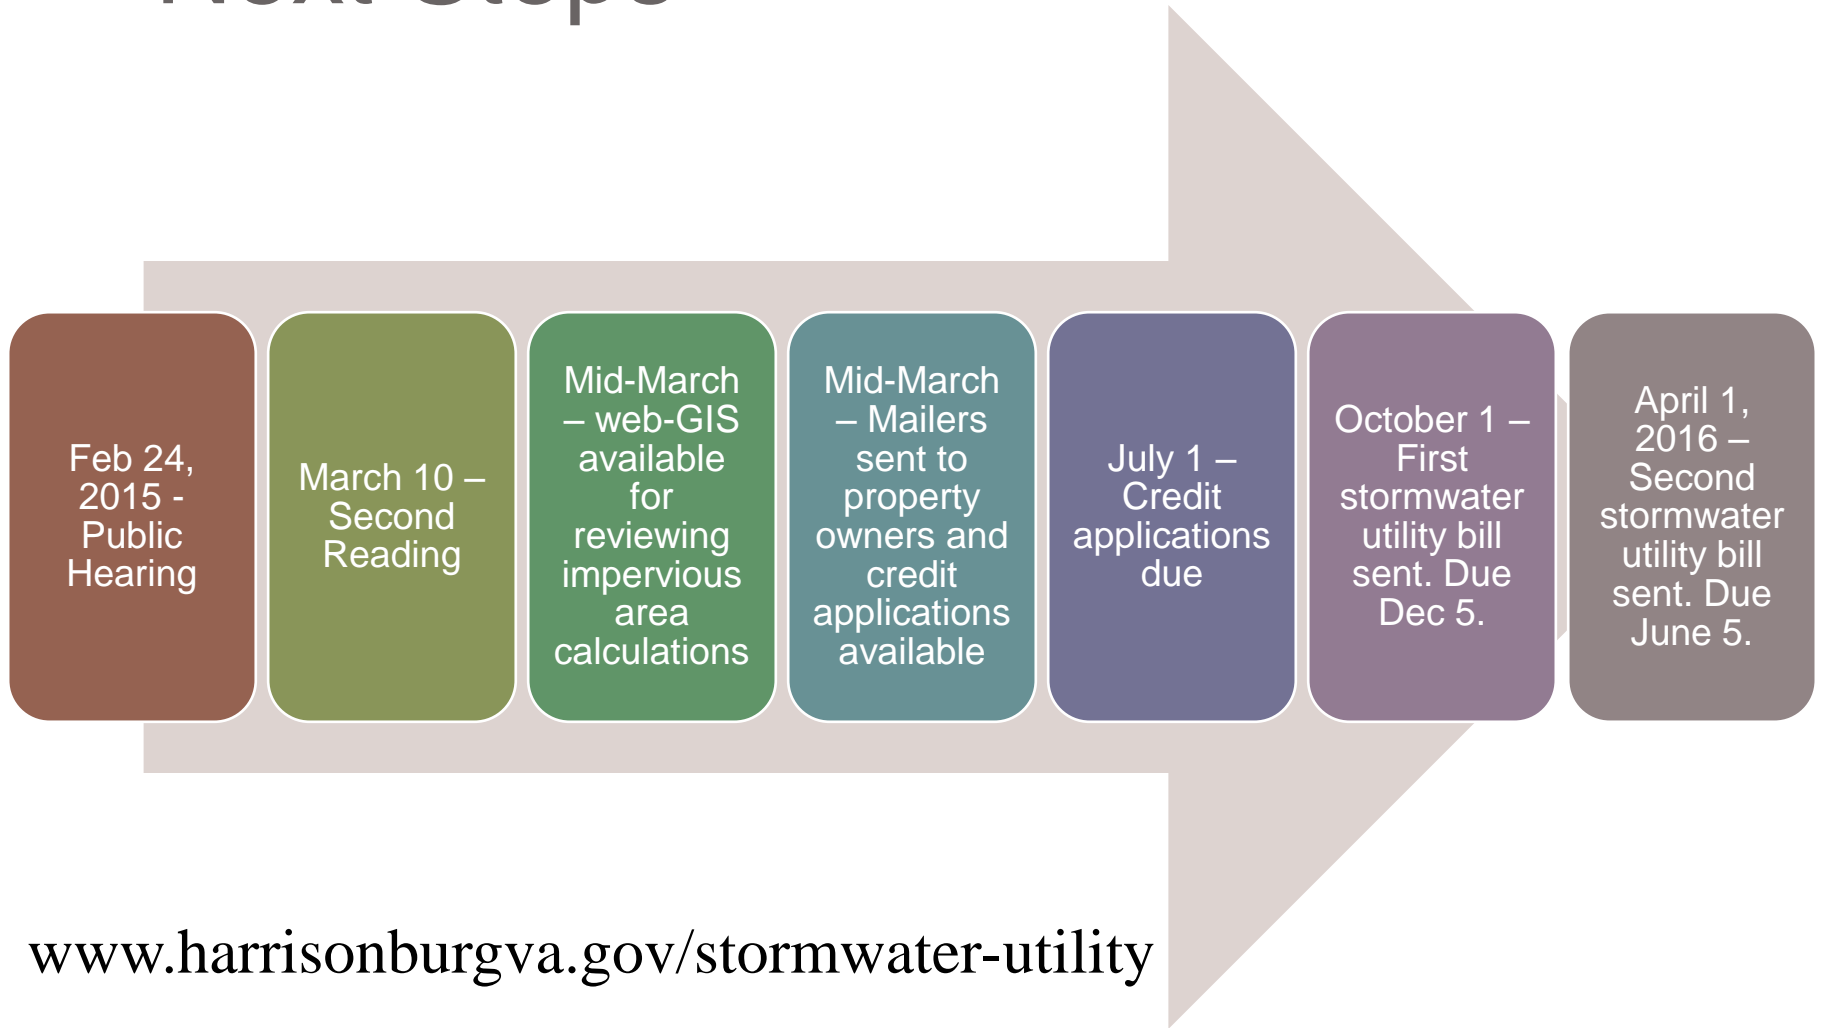 Next Steps
Feb 24,
2015 -
Public
Hearing
March 10 –
Second
Reading
Mid-March
– web-GIS
available
for
reviewing
impervious
area
calculations
Mid-March
– Mailers
sent to
property
owners and
credit
applications
available
July 1 –
Credit
applications
due
October 1 –
First
stormwater
utility bill
sent. Due
Dec 5.
April 1,
2016 –
Second
stormwater
utility bill
sent. Due
June 5.
www.harrisonburgva.gov/stormwater-utility